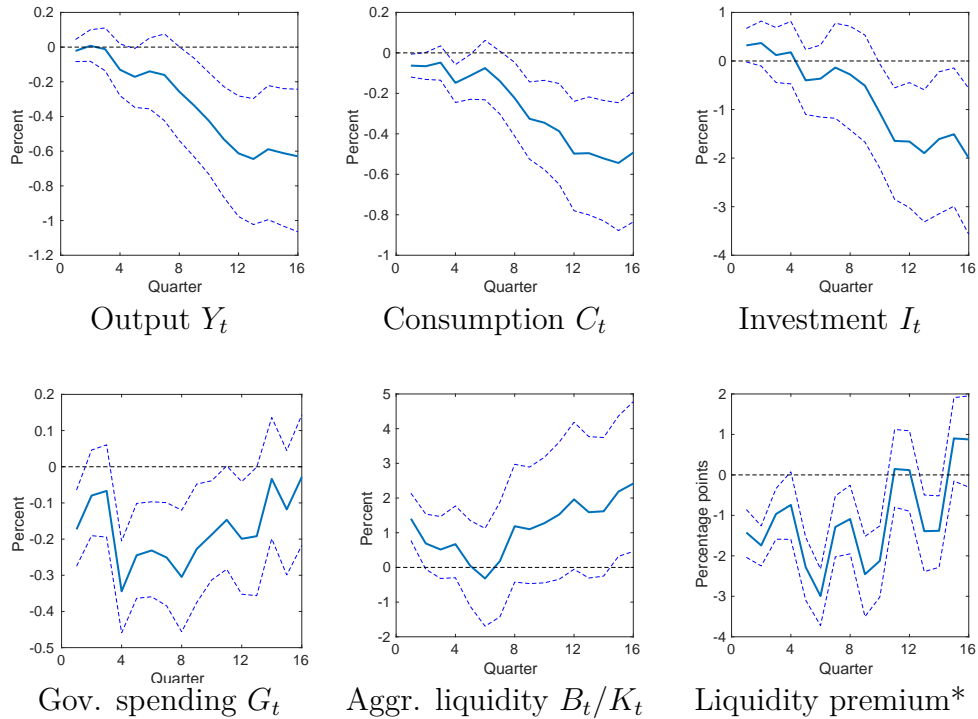 0.2
0
-0.2
-0.4
-0.6
-0.8
-1
-1.2
Percent
0 4 8 12 16
Quarter
Output Y_t
0.2
0
-0.2
-0.4
-0.6
-0.8
-1
Percent
0 4 8 12 16
Quarter
Consumption C_t
1
0
-1
-2
-3
-4
Percent
0 4 8 12 16
Quarter
Investment I_t
0.2
0.1
0
-0.1
-0.2
-0.3
-0.4
-0.5
Percent
0 4 8 12 16
Quarter
Gov. spending G_t
5
4
3
2
1
0
-1
-2
Percent
0 4 8 12 16
Quarter
Aggr. liquidity B_t/K_t
2
1
0
-1
-2
-3
-4
Percentage points
0 4 8 12 16
Quarter
Liquidity premium*